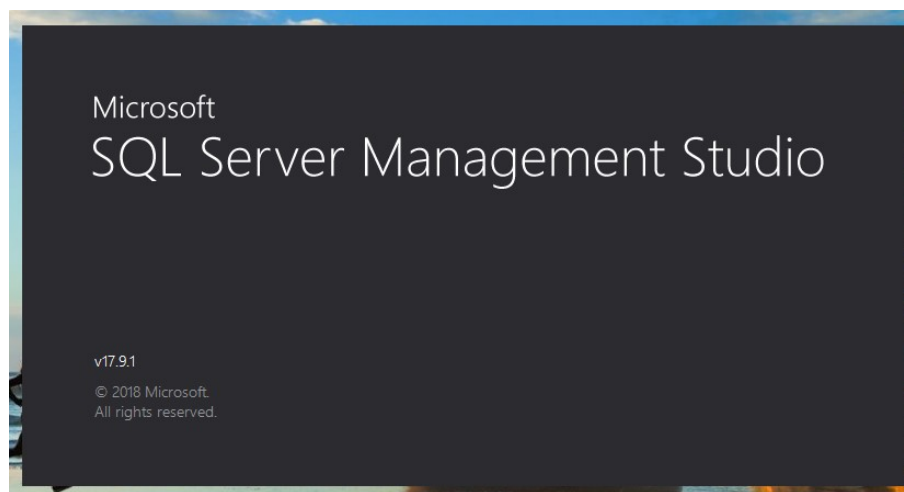 Microsoft
SQL Server Management Studio
v17.9.1
© 2018 Microsoft.
All rights reserved.